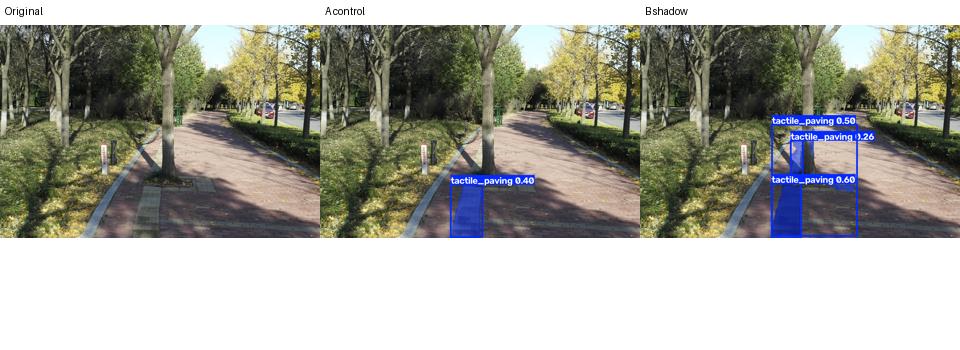 Original
Acontrol
Bshadow
tactile_paving 0.40
tactile_paving 0.50
tactile_paving 0.26
tactile_paving 0.60